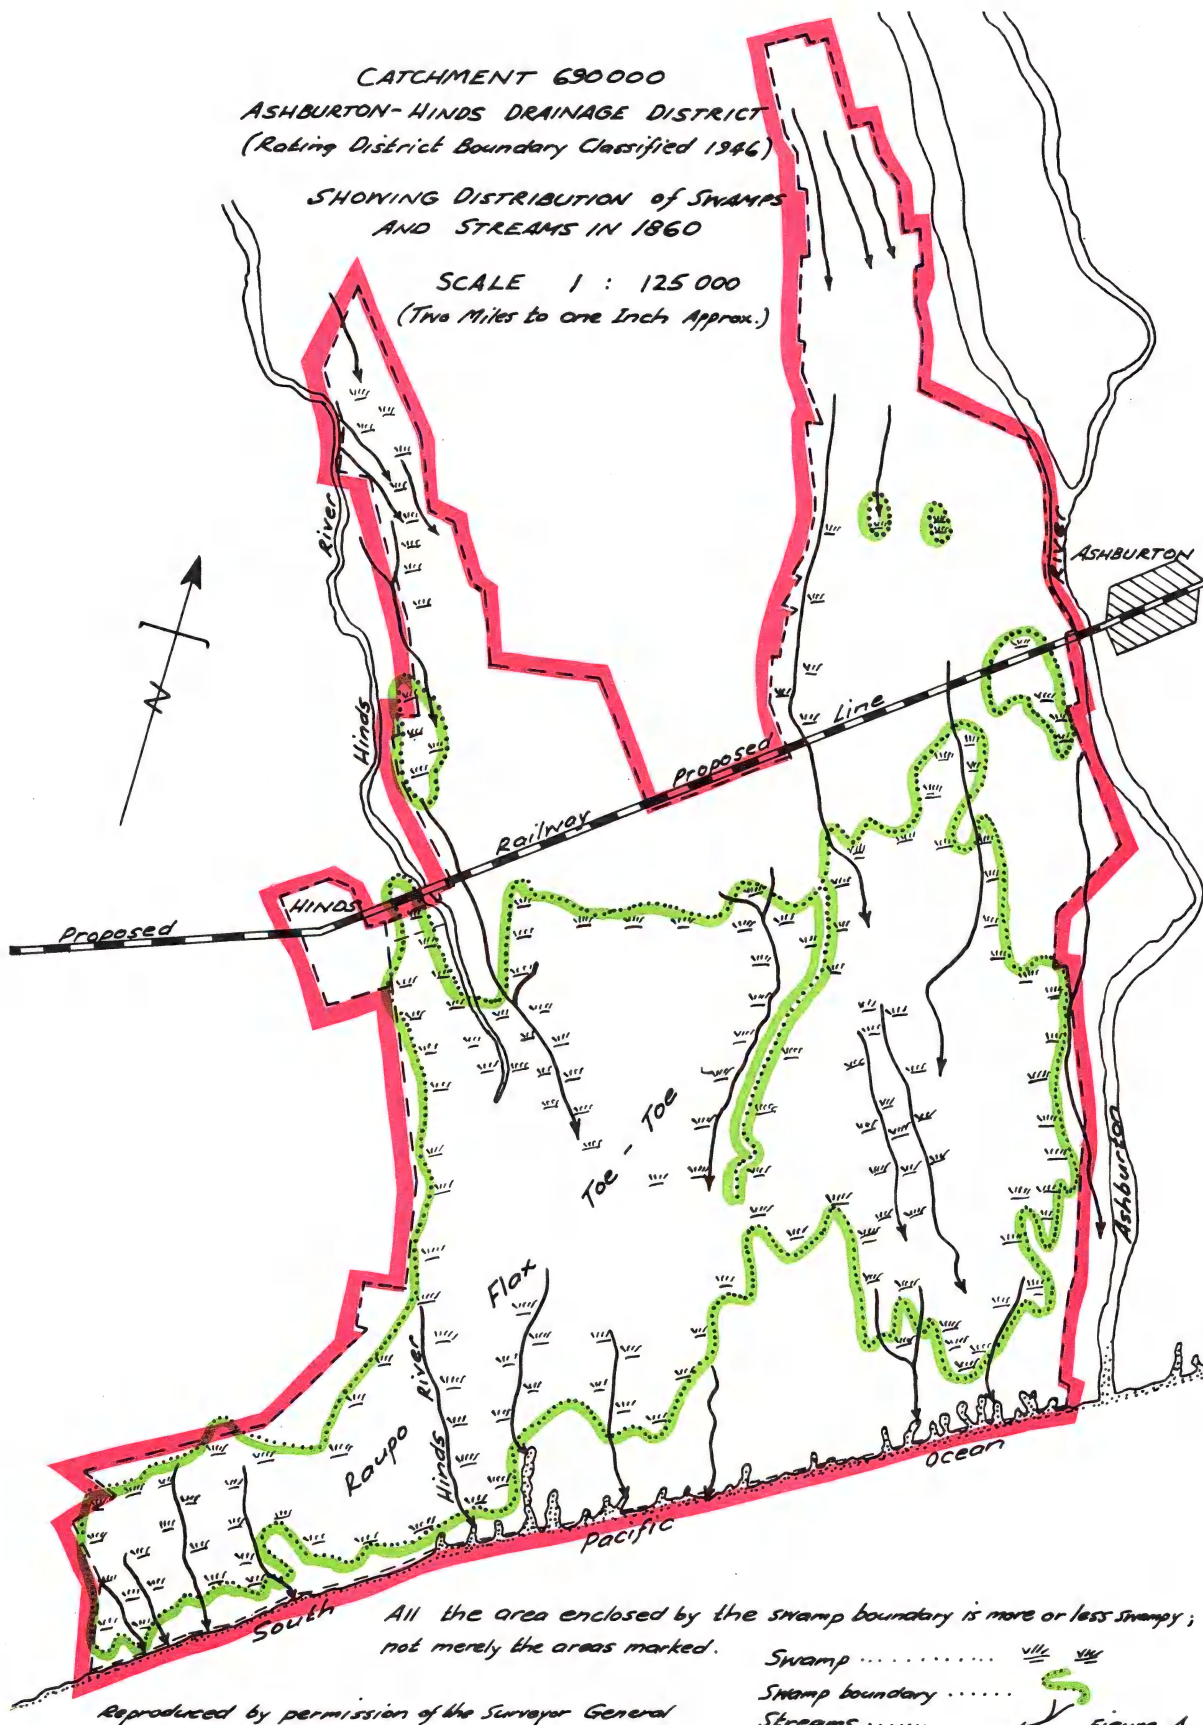 CATCHMENT 690000
ASHBURTON-HINDS DRAINAGE DISTRICT
(Rating District Boundary Classified 1946)
SHOWING DISTRIBUTION of SWAMPS
AND STREAMS IN 1860
SCALE 1 : 125 000
(Two Miles to one Inch Approx.)
River
River
ASHBURTON
N
Hinds
Proposed Railway Proposed Line
HINDS
Toe - Toe
Ashburton
Flax
Raupo
Hinds River
South Pacific Ocean
All the area enclosed by the swamp boundary is more or less swampy;
not merely the areas marked.
Swamp ..............
Swamp boundary ......
Streams ......
Reproduced by permission of the Surveyor General